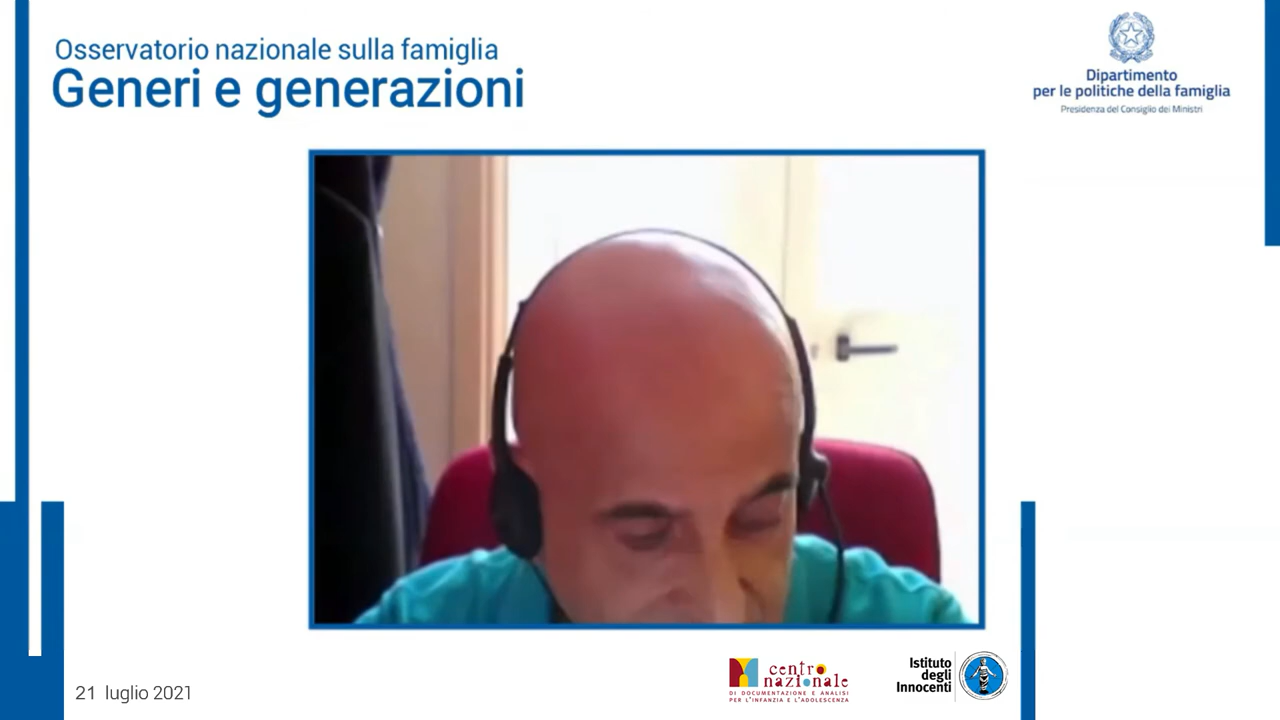 Osservatorio nazionale sulla famiglia
Generi e generazioni
Dipartimento
per le politiche della famiglia
Presidenza del Consiglio dei Ministri
21 luglio 2021
centro
nazionale
DI DOCUMENTAZIONE E ANALISI
PER L'INFANZIA E L'ADOLESCENZA
Istituto
degli
Innocenti